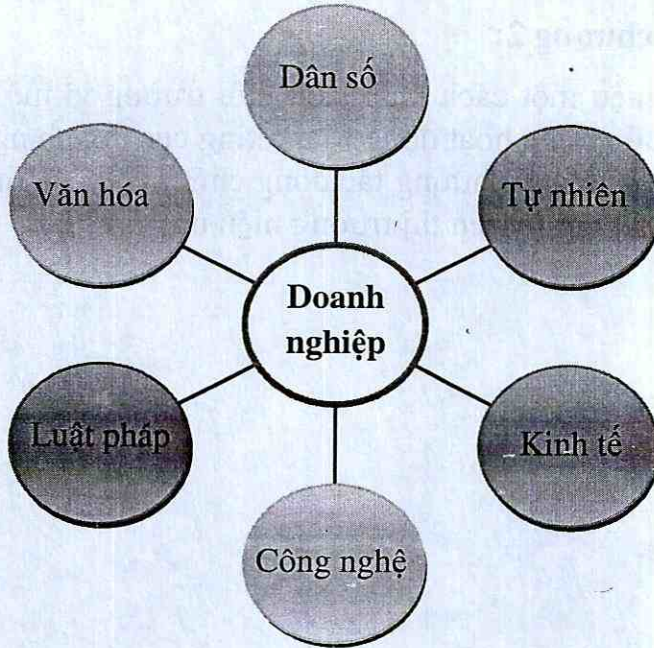 Dân số
Văn hóa
Tự nhiên
Doanh
nghiệp
Luật pháp
Kinh tế
Công nghệ